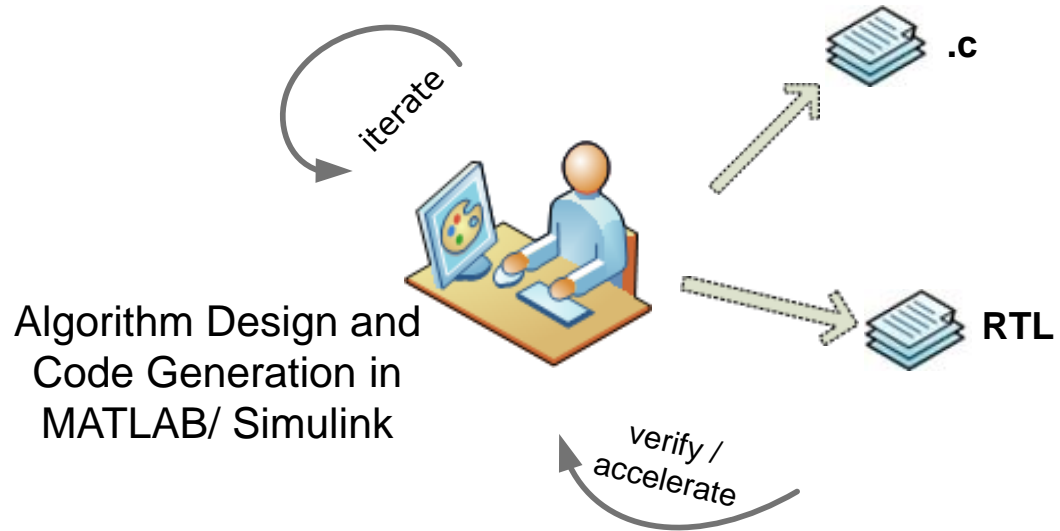 .c
iterate
RTL
Algorithm Design and
Code Generation in
MATLAB/ Simulink
verify /
accelerate